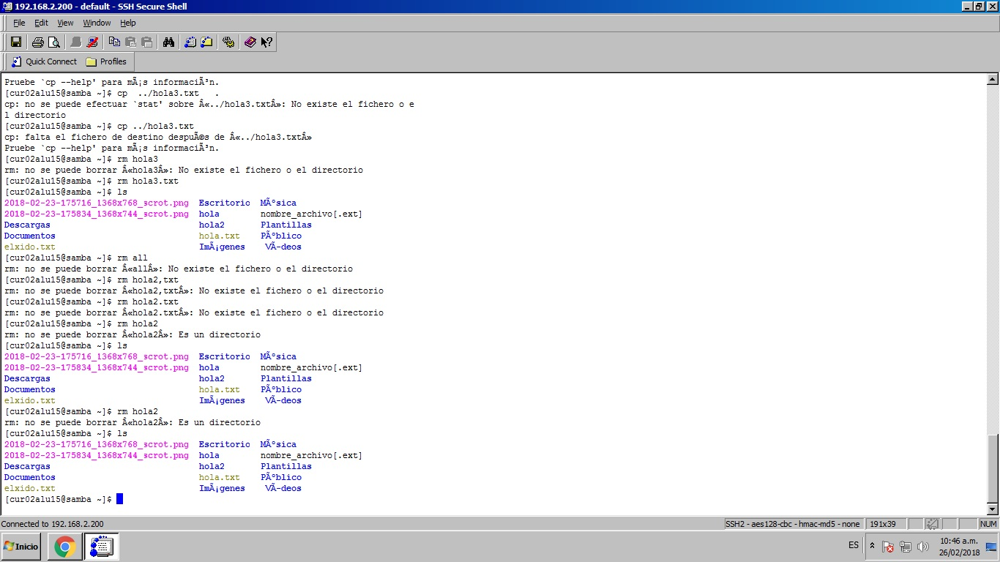 192.168.2.200 - default - SSH Secure Shell
File Edit View Window Help
Quick Connect Profiles
Pruebe `cp --help' para mÃ¡s informaciÃ³n.
[cur02alu15@samba ~]$ cp  ../hola3.txt   .
cp: no se puede efectuar `stat' sobre Â«../hola3.txtÂ»: No existe el fichero o e
l directorio
[cur02alu15@samba ~]$ cp ../hola3.txt
cp: falta el fichero de destino despuÃ©s de Â«../hola3.txtÂ»
Pruebe `cp --help' para mÃ¡s informaciÃ³n.
[cur02alu15@samba ~]$ rm hola3
rm: no se puede borrar Â«hola3Â»: No existe el fichero o el directorio
[cur02alu15@samba ~]$ rm hola3.txt
[cur02alu15@samba ~]$ ls
2018-02-23-175716_1368x768_scrot.png  Escritorio  MÃºsica
2018-02-23-175834_1368x744_scrot.png  hola        nombre_archivo[.ext]
Descargas                             hola2       Plantillas
Documentos                            hola.txt    PÃºblico
elxido.txt                            ImÃ¡genes    VÃ-deos
[cur02alu15@samba ~]$ rm all
rm: no se puede borrar Â«allÂ»: No existe el fichero o el directorio
[cur02alu15@samba ~]$ rm hola2,txt
rm: no se puede borrar Â«hola2,txtÂ»: No existe el fichero o el directorio
[cur02alu15@samba ~]$ rm hola2.txt
rm: no se puede borrar Â«hola2.txtÂ»: No existe el fichero o el directorio
[cur02alu15@samba ~]$ rm hola2
rm: no se puede borrar Â«hola2Â»: Es un directorio
[cur02alu15@samba ~]$ ls
2018-02-23-175716_1368x768_scrot.png  Escritorio  MÃºsica
2018-02-23-175834_1368x744_scrot.png  hola        nombre_archivo[.ext]
Descargas                             hola2       Plantillas
Documentos                            hola.txt    PÃºblico
elxido.txt                            ImÃ¡genes    VÃ-deos
[cur02alu15@samba ~]$ rm hola2
rm: no se puede borrar Â«hola2Â»: Es un directorio
[cur02alu15@samba ~]$ ls
2018-02-23-175716_1368x768_scrot.png  Escritorio  MÃºsica
2018-02-23-175834_1368x744_scrot.png  hola        nombre_archivo[.ext]
Descargas                             hola2       Plantillas
Documentos                            hola.txt    PÃºblico
elxido.txt                            ImÃ¡genes    VÃ-deos
[cur02alu15@samba ~]$
Connected to 192.168.2.200 SSH2 - aes128-cbc - hmac-md5 - none 191x39 NUM
Inicio ES 10:46 a.m.
26/02/2018